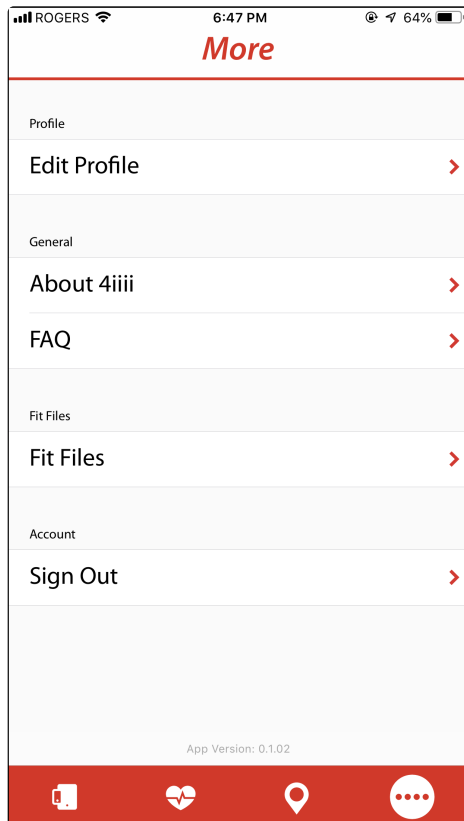 ROGERS 6:47 PM 64%
More
Profile
Edit Profile
General
About 4iiii
FAQ
Fit Files
Fit Files
Account
Sign Out
App Version: 0.1.02